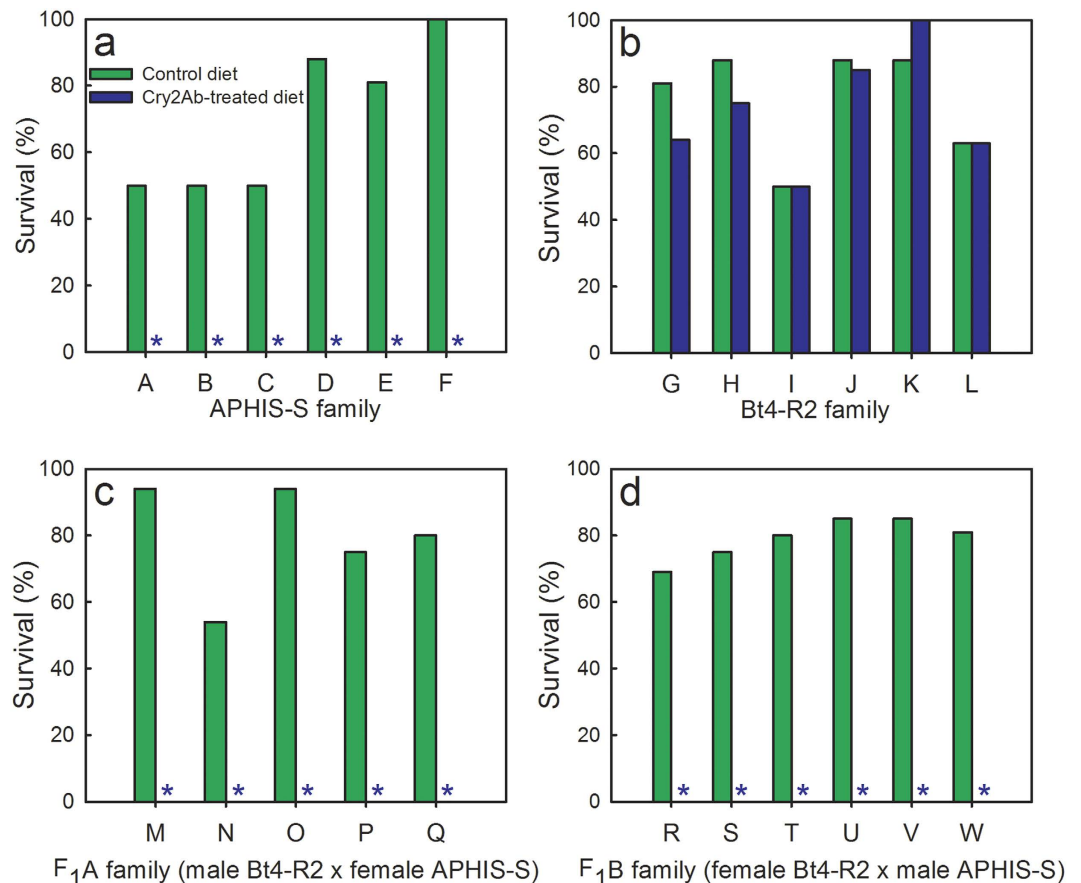 a
Control diet
Cry2Ab-treated diet
Survival (%)
100
80
60
40
20
0
* * * * * *
A B C D E F
APHIS-S family
b
Survival (%)
100
80
60
40
20
0
G H I J K L
Bt4-R2 family
c
Survival (%)
100
80
60
40
20
0
* * * * *
M N O P Q
F₁A family (male Bt4-R2 x female APHIS-S)
d
Survival (%)
100
80
60
40
20
0
* * * * * *
R S T U V W
F₁B family (female Bt4-R2 x male APHIS-S)